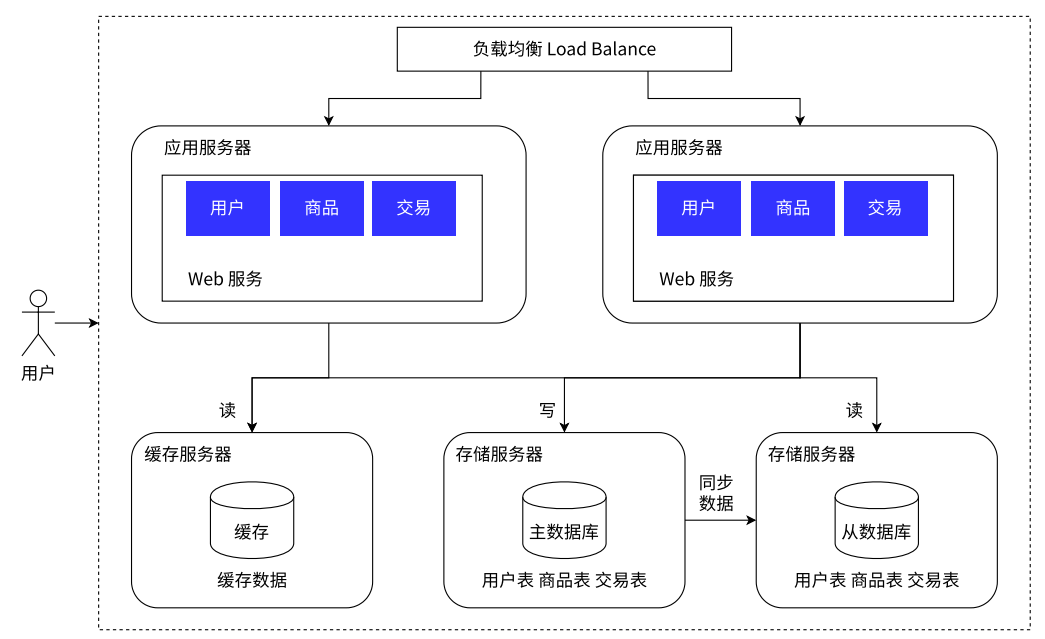 负载均衡 Load Balance
应用服务器
用户
商品
交易
Web 服务
应用服务器
用户
商品
交易
Web 服务
用户
读
写
读
缓存服务器
缓存
缓存数据
存储服务器
主数据库
用户表 商品表 交易表
同步
数据
存储服务器
从数据库
用户表 商品表 交易表